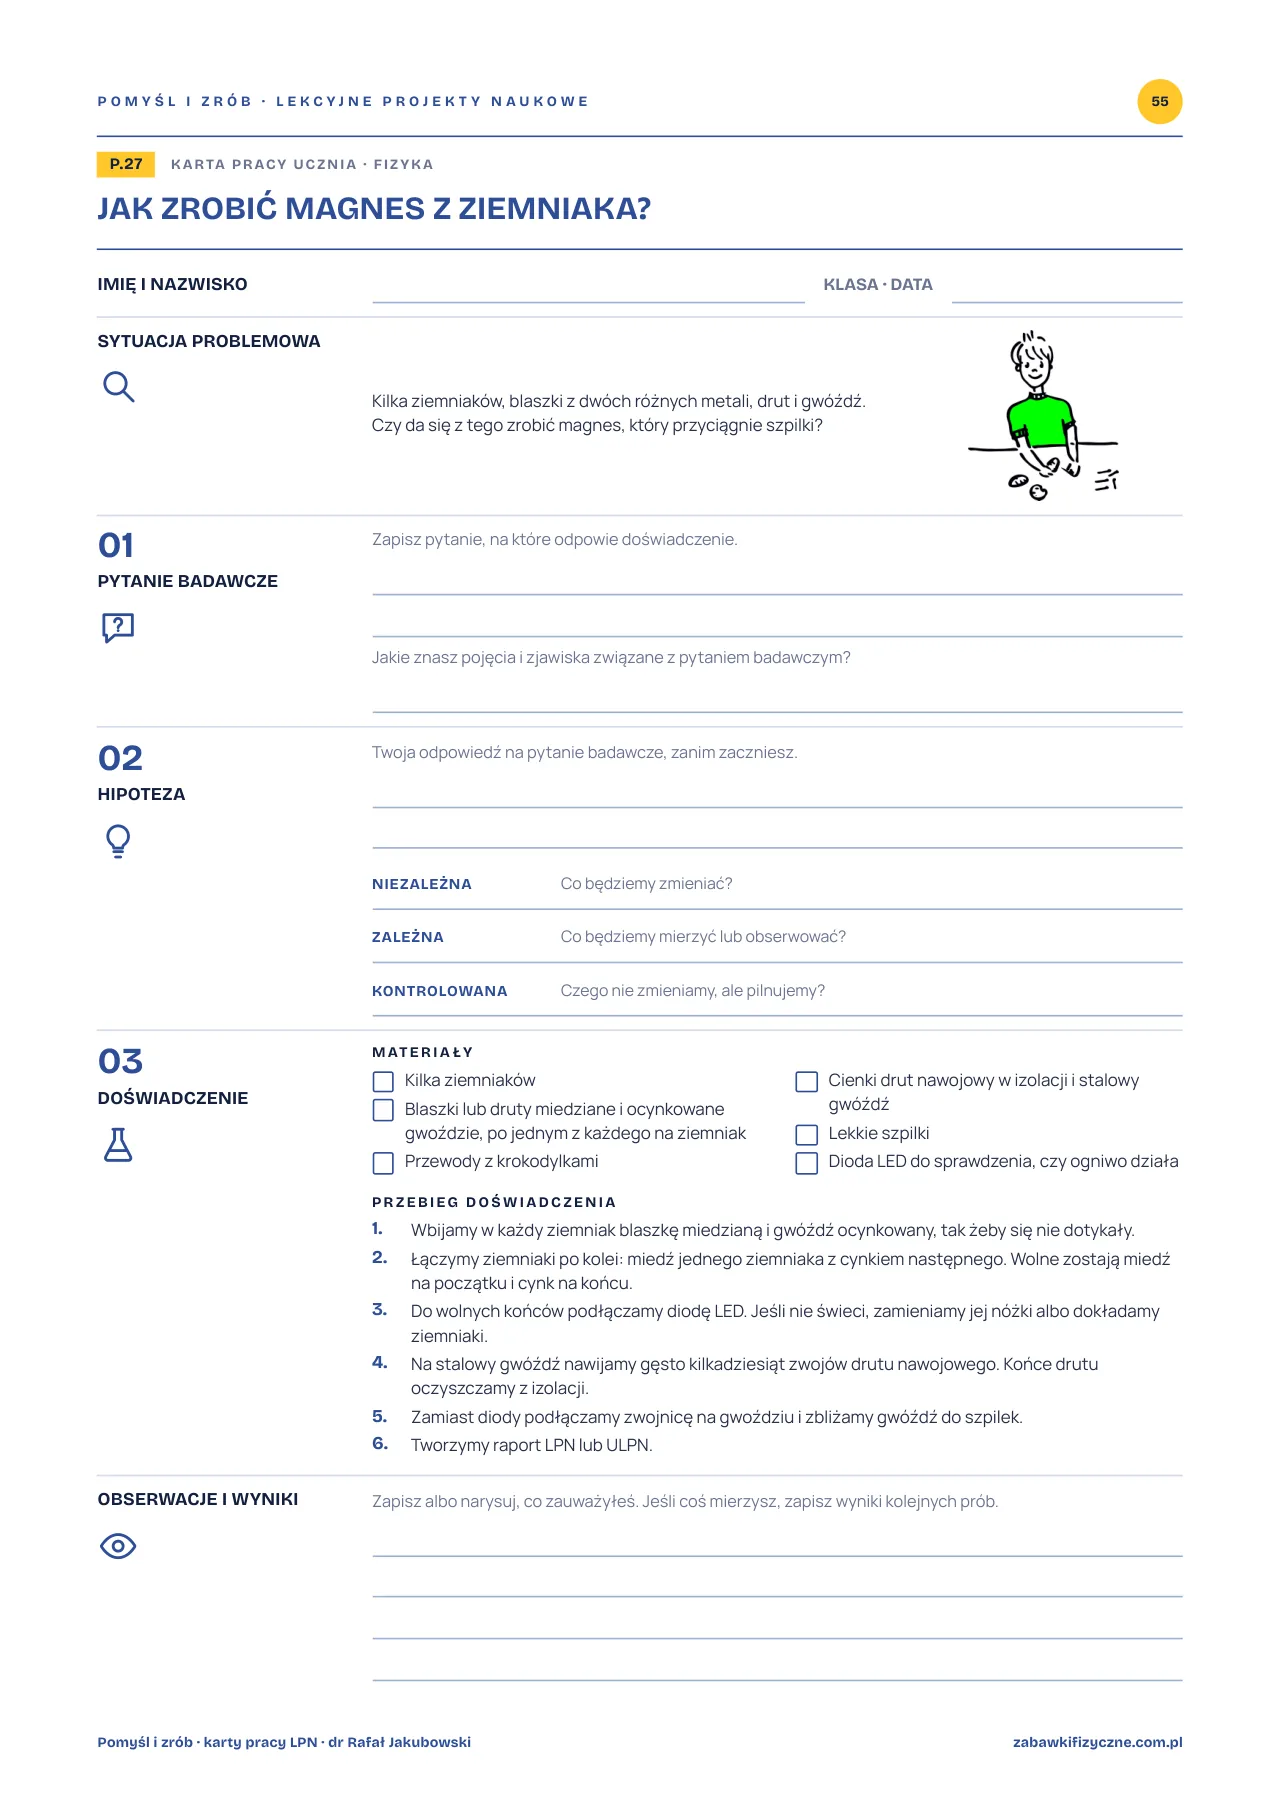 POMYŚL I ZRÓB · LEKCYJNE PROJEKTY NAUKOWE
55
P.27 KARTA PRACY UCZNIA · FIZYKA
JAK ZROBIĆ MAGNES Z ZIEMNIAKA?
IMIĘ I NAZWISKO
KLASA · DATA
SYTUACJA PROBLEMOWA
Kilka ziemniaków, blaszki z dwóch różnych metali, drut i gwóźdź.
Czy da się z tego zrobić magnes, który przyciągnie szpilki?
01
PYTANIE BADAWCZE
?
Zapisz pytanie, na które odpowie doświadczenie.
Jakie znasz pojęcia i zjawiska związane z pytaniem badawczym?
02
HIPOTEZA
Twoja odpowiedź na pytanie badawcze, zanim zaczniesz.
NIEZALEŻNA Co będziemy zmieniać?
ZALEŻNA Co będziemy mierzyć lub obserwować?
KONTROLOWANA Czego nie zmieniamy, ale pilnujemy?
03
DOŚWIADCZENIE
MATERIAŁY
Kilka ziemniaków
Blaszki lub druty miedziane i ocynkowane
gwoździe, po jednym z każdego na ziemniak
Przewody z krokodylkami
Cienki drut nawojowy w izolacji i stalowy
gwóźdź
Lekkie szpilki
Dioda LED do sprawdzenia, czy ogniwo działa
PRZEBIEG DOŚWIADCZENIA
1. Wbijamy w każdy ziemniak blaszkę miedzianą i gwóźdź ocynkowany, tak żeby się nie dotykały.
2. Łączymy ziemniaki po kolei: miedź jednego ziemniaka z cynkiem następnego. Wolne zostają miedź
na początku i cynk na końcu.
3. Do wolnych końców podłączamy diodę LED. Jeśli nie świeci, zamieniamy jej nóżki albo dokładamy
ziemniaki.
4. Na stalowy gwóźdź nawijamy gęsto kilkadziesiąt zwojów drutu nawojowego. Końce drutu
oczyszczamy z izolacji.
5. Zamiast diody podłączamy zwojnicę na gwoździu i zbliżamy gwóźdź do szpilek.
6. Tworzymy raport LPN lub ULPN.
OBSERWACJE I WYNIKI
Zapisz albo narysuj, co zauważyłeś. Jeśli coś mierzysz, zapisz wyniki kolejnych prób.
Pomyśl i zrób · karty pracy LPN · dr Rafał Jakubowski
zabawkifizyczne.com.pl